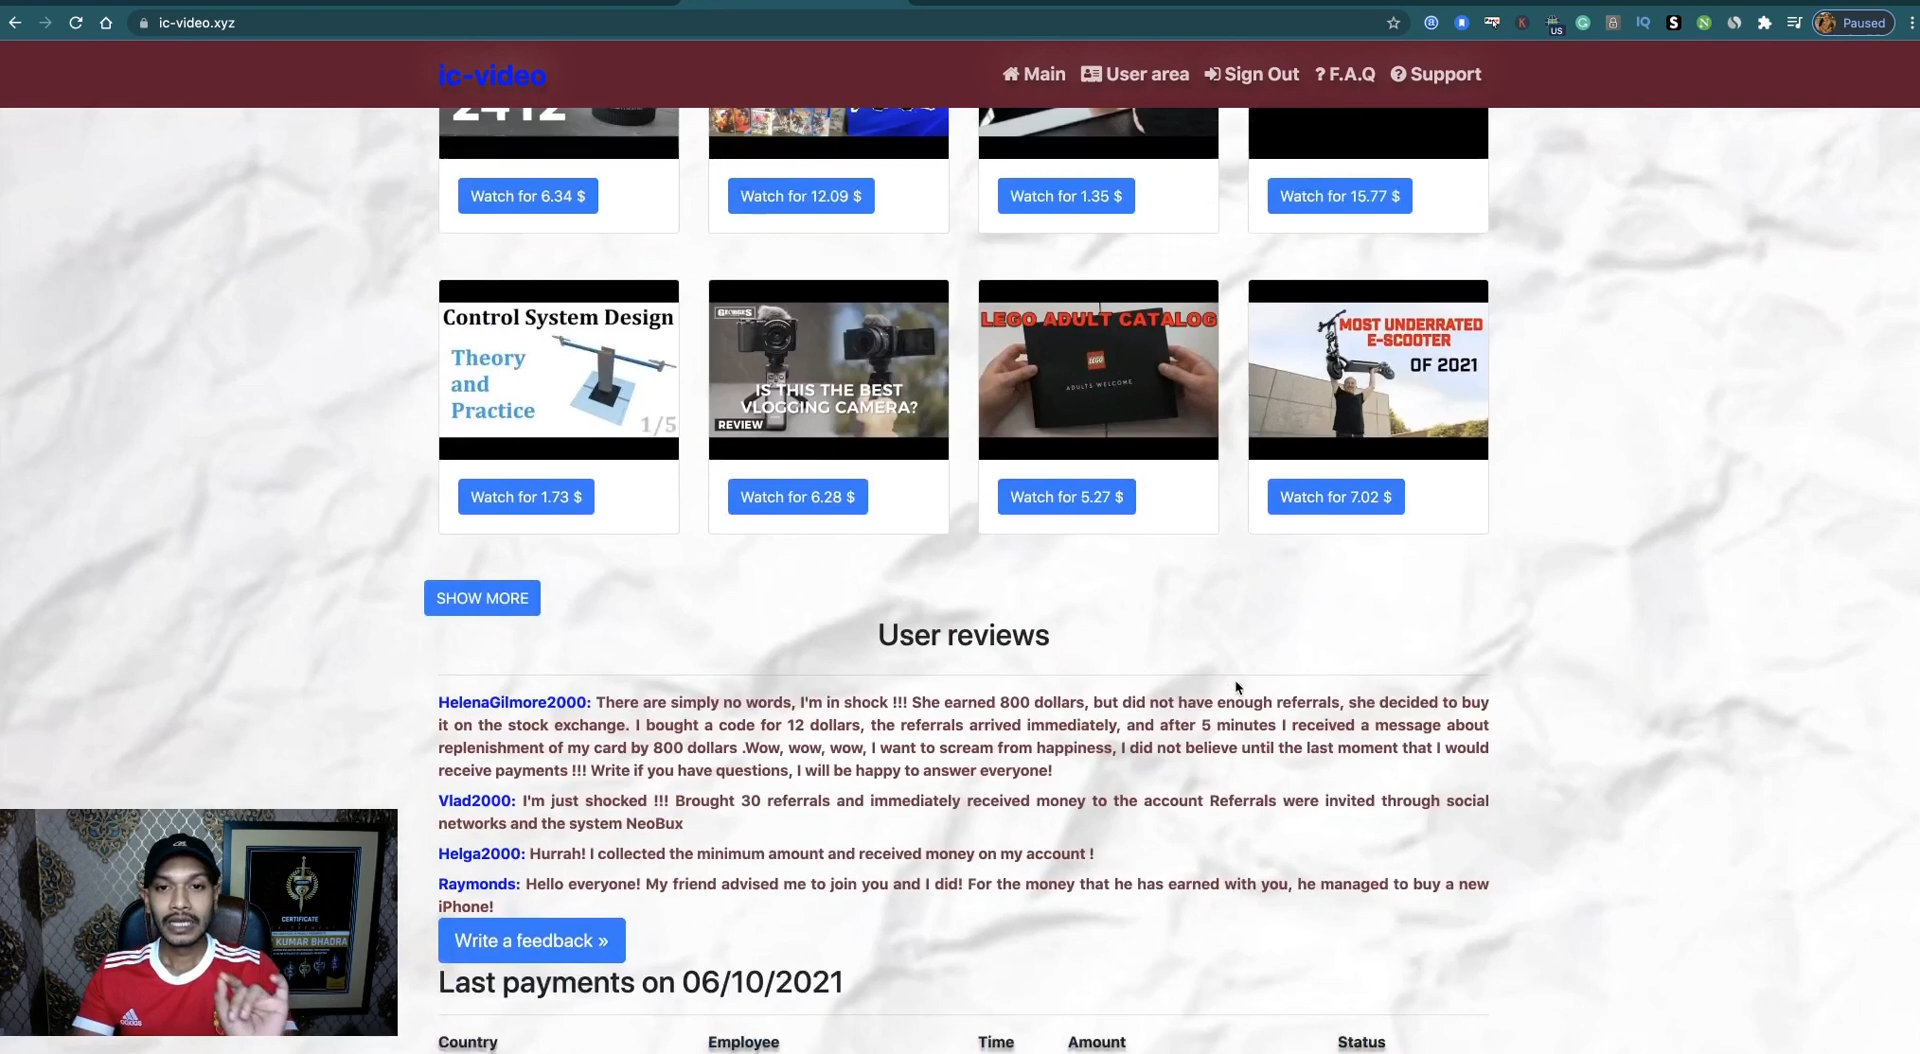 ic-video.xyz
Paused
US
ic-video
Main User area Sign Out ? F.A.Q Support
2412
Watch for 6.34 $ Watch for 12.09 $ Watch for 1.35 $ Watch for 15.77 $
Control System Design
Theory
and
Practice
1/5
GEORGES
IS THIS THE BEST
VLOGGING CAMERA?
REVIEW
LEGO ADULT CATALOG
LEGO
ADULTS WELCOME
MOST UNDERRATED
E-SCOOTER
OF 2021
Watch for 1.73 $ Watch for 6.28 $ Watch for 5.27 $ Watch for 7.02 $
SHOW MORE
User reviews
HelenaGilmore2000: There are simply no words, I'm in shock !!! She earned 800 dollars, but did not have enough referrals, she decided to buy
it on the stock exchange. I bought a code for 12 dollars, the referrals arrived immediately, and after 5 minutes I received a message about
replenishment of my card by 800 dollars .Wow, wow, wow, I want to scream from happiness, I did not believe until the last moment that I would
receive payments !!! Write if you have questions, I will be happy to answer everyone!
Vlad2000: I'm just shocked !!! Brought 30 referrals and immediately received money to the account Referrals were invited through social
networks and the system NeoBux
Helga2000: Hurrah! I collected the minimum amount and received money on my account !
Raymonds: Hello everyone! My friend advised me to join you and I did! For the money that he has earned with you, he managed to buy a new
iPhone!
Write a feedback »
Last payments on 06/10/2021
Country Employee Time Amount Status
CERTIFICATE
KUMAR BHADRA
adidas